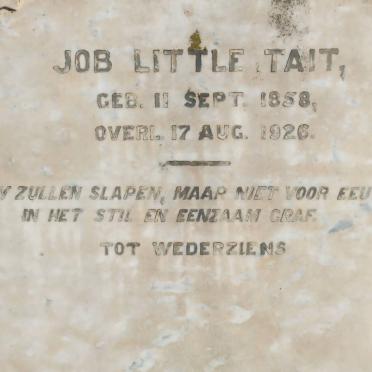 JOB LITTLE TAIT,
GEB. 11 SEPT. 1858,
OVERL. 17 AUG. 1926.
ZULLEN SLAPEN, MAAR NIET VOOR EEU
IN HET STIL EN EENZAAM GRAF.
TOT WEDERZIENS